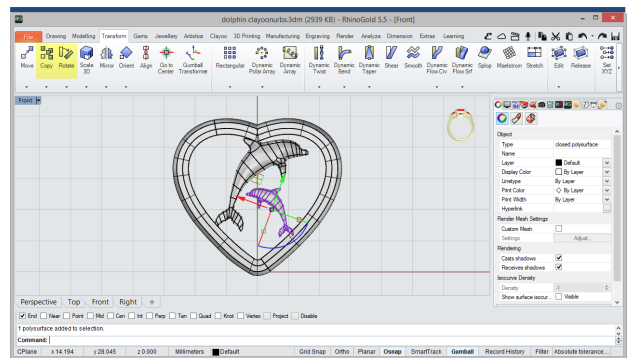 dolphin clayoonurbs.3dm (2939 KB) - RhinoGold 5.5 - [Front]
File Drawing Modelling Transform Gems Jewellery Artistics Clayoo 3D Printing Manufacturing Engraving Render Analyze Dimension Extras Learning
Move Copy Rotate Scale 3D Mirror Orient Align Go to Center Gumball Transformer Rectangular Dynamic Polar Array Dynamic Array Dynamic Twist Dynamic Bend Dynamic Taper Shear Smooth Dynamic Flow Crv Dynamic Flow Srf Splop Maelstrom Stretch Edit Release Set XYZ
Front
Object
Type closed polysurface
Name
Layer Default
Display Color By Layer
Linetype By Layer
Print Color By Layer
Print Width By Layer
Hyperlink ...
Render Mesh Settings
Custom Mesh
Settings Adjust...
Rendering
Casts shadows
Receives shadows
Isocurve Density
Density -1
Show surface isocur... Visible
Perspective Top Front Right
End Near Point Mid Cen Int Perp Tan Quad Knot Vertex Project Disable
1 polysurface added to selection.
Command:
CPlane x 14.194 y 28.045 z 0.000 Millimeters Default Grid Snap Ortho Planar Osnap SmartTrack Gumball Record History Filter Absolute tolerance:...